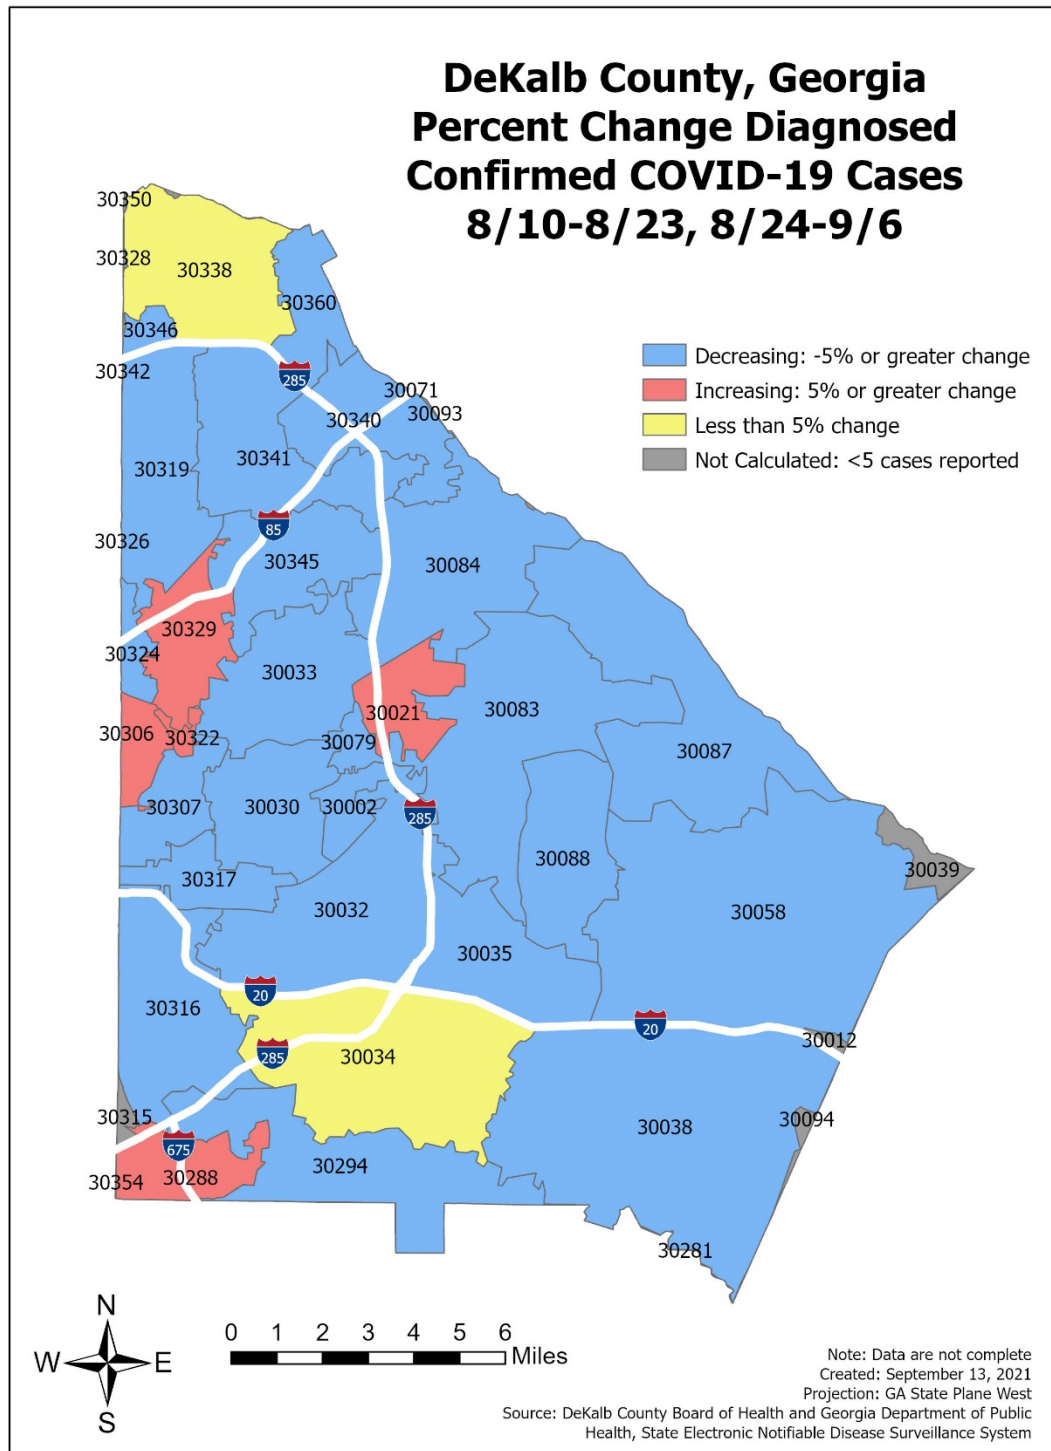 DeKalb County, Georgia
Percent Change Diagnosed
Confirmed COVID-19 Cases
8/10-8/23, 8/24-9/6
30350
30328
30338
30360
30346
30342
285
30071
30093
30340
30341
30319
Decreasing: -5% or greater change
Increasing: 5% or greater change
Less than 5% change
Not Calculated: <5 cases reported
85
30326
30345
30084
30329
30324
30033
30021
30083
30306
30322
30079
30087
30307
30030
30002
285
30088
30039
30317
30032
30058
30035
20
30316
20
30012
285
30034
30315
30094
30038
675
30354
30288
30294
30281
N
W
E
S
0 1 2 3 4 5 6
Miles
Note: Data are not complete
Created: September 13, 2021
Projection: GA State Plane West
Source: DeKalb County Board of Health and Georgia Department of Public
Health, State Electronic Notifiable Disease Surveillance System